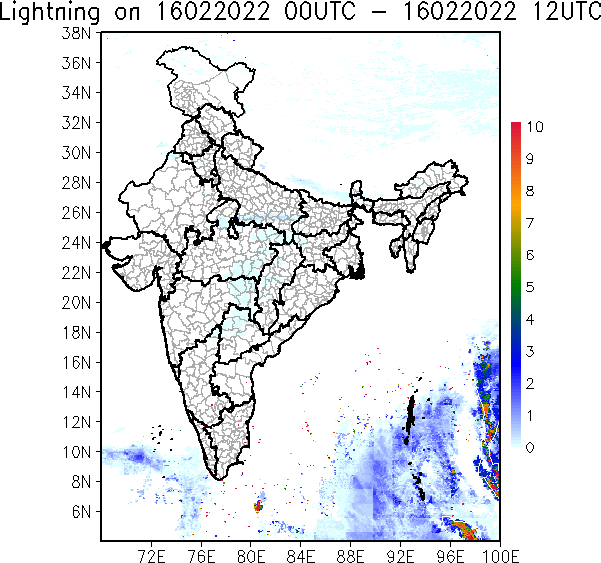 Lightning on 16022022 00UTC – 16022022 12UTC
38N
36N
34N
32N
30N
28N
26N
24N
22N
20N
18N
16N
14N
12N
10N
8N
6N
72E 76E 80E 84E 88E 92E 96E 100E
10
9
8
7
6
5
4
3
2
1
0